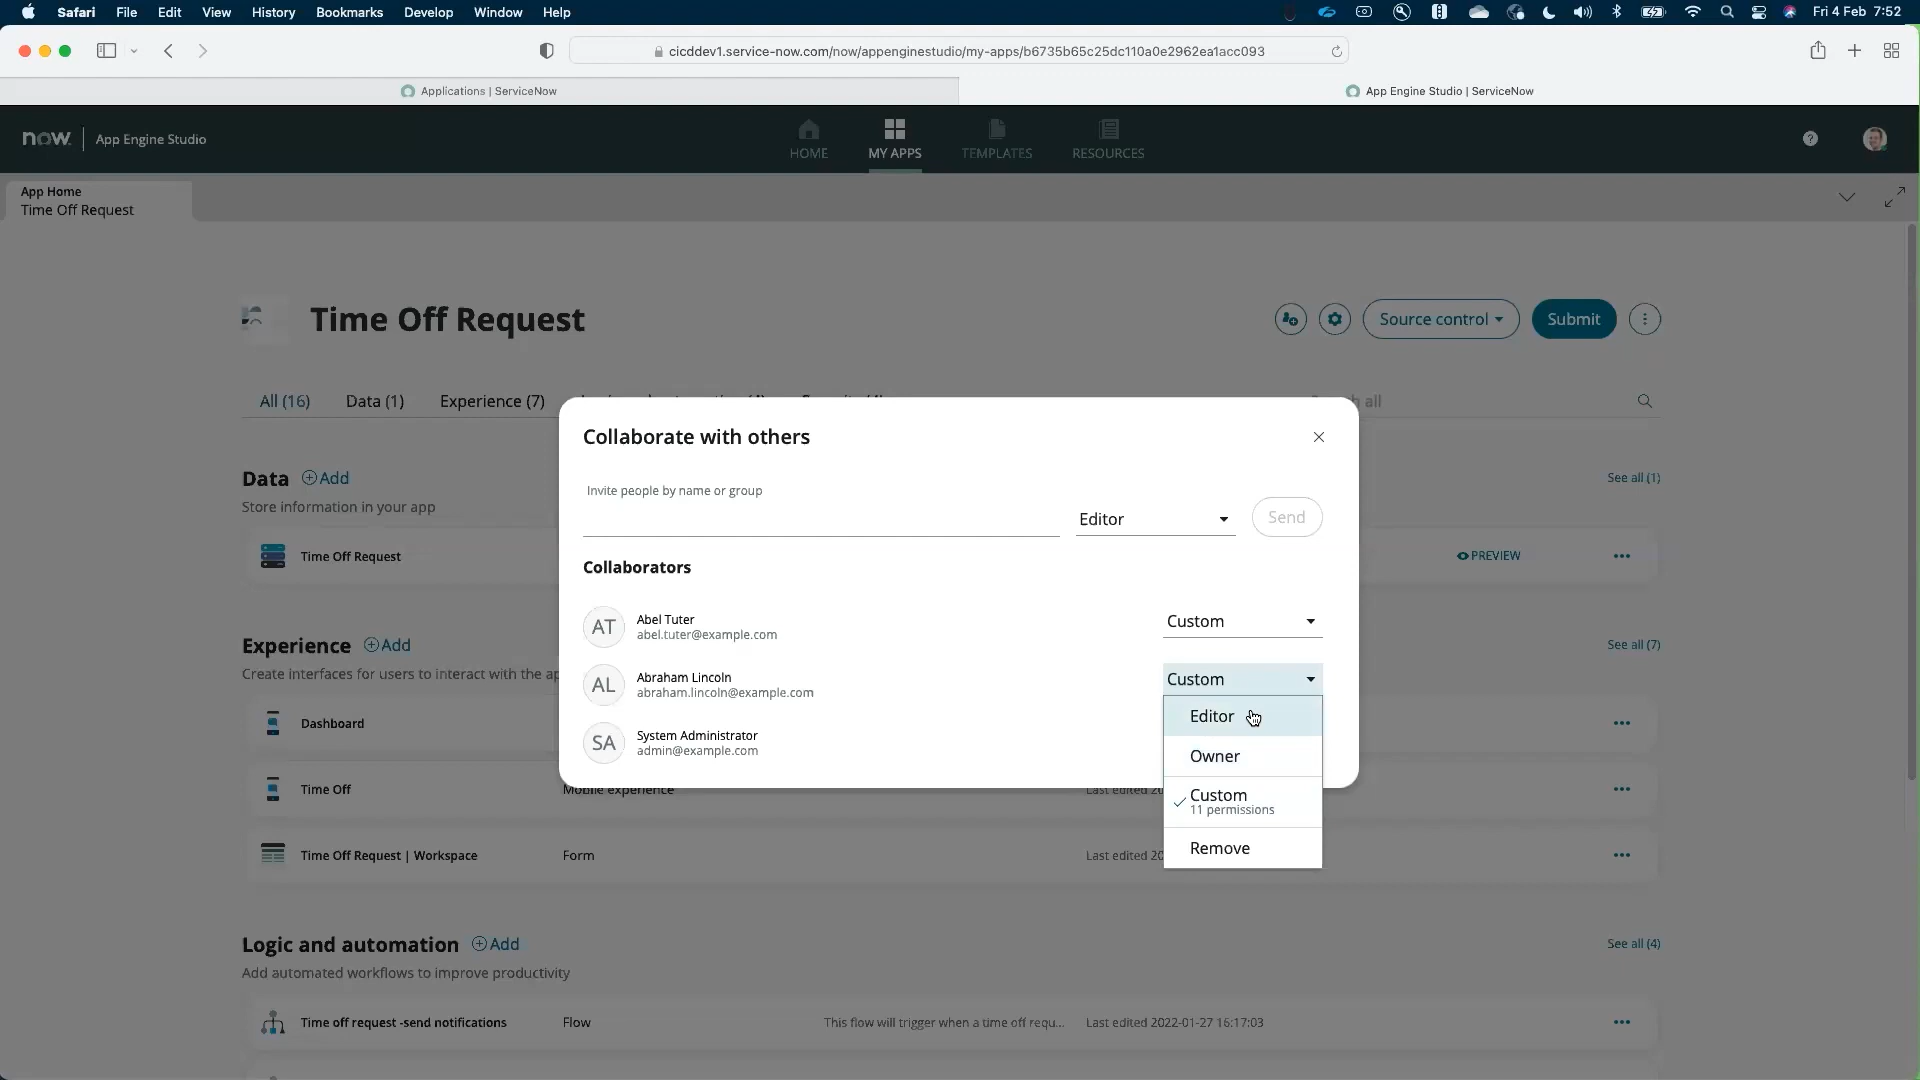 Safari File Edit View History Bookmarks Develop Window Help Fri 4 Feb 7:52
cicddev1.service-now.com/now/appenginestudio/my-apps/b6735b65c25dc110a0e2962ea1acc093
Applications | ServiceNow App Engine Studio | ServiceNow
now. App Engine Studio HOME MY APPS TEMPLATES RESOURCES
App Home
Time Off Request
Time Off Request Source control Submit
All (16) Data (1) Experience (7) all
Collaborate with others
Data Add See all (1)
Store information in your app
Invite people by name or group
Editor Send
Time Off Request PREVIEW
Collaborators
Abel Tuter Custom
abel.tuter@example.com
Experience Add See all (7)
Create interfaces for users to interact with the
Abraham Lincoln Custom
abraham.lincoln@example.com
Dashboard Editor
System Administrator
admin@example.com
Owner
Time Off Mobile experience Last edited
Custom
11 permissions
Remove
Time Off Request | Workspace Form Last edited
Logic and automation Add See all (4)
Add automated workflows to improve productivity
Time off request -send notifications Flow This flow will trigger when a time off requ... Last edited 2022-01-27 16:17:03